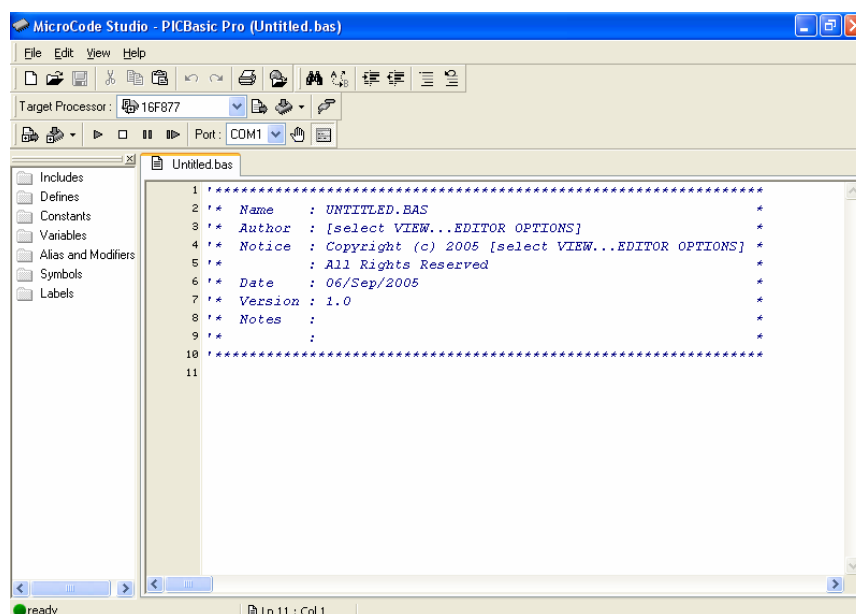 MicroCode Studio - PICBasic Pro (Untitled.bas)
File Edit View Help
Target Processor: 16F877
Port: COM1
Untitled.bas
Includes
Defines
Constants
Variables
Alias and Modifiers
Symbols
Labels
1 '****************************************************************
2 '*  Name    : UNTITLED.BAS                                      *
3 '*  Author  : [select VIEW...EDITOR OPTIONS]                    *
4 '*  Notice  : Copyright (c) 2005 [select VIEW...EDITOR OPTIONS] *
5 '*          : All Rights Reserved                               *
6 '*  Date    : 06/Sep/2005                                       *
7 '*  Version : 1.0                                               *
8 '*  Notes   :                                                   *
9 '*          :                                                   *
10 '****************************************************************
11
ready Ln 11 : Col 1